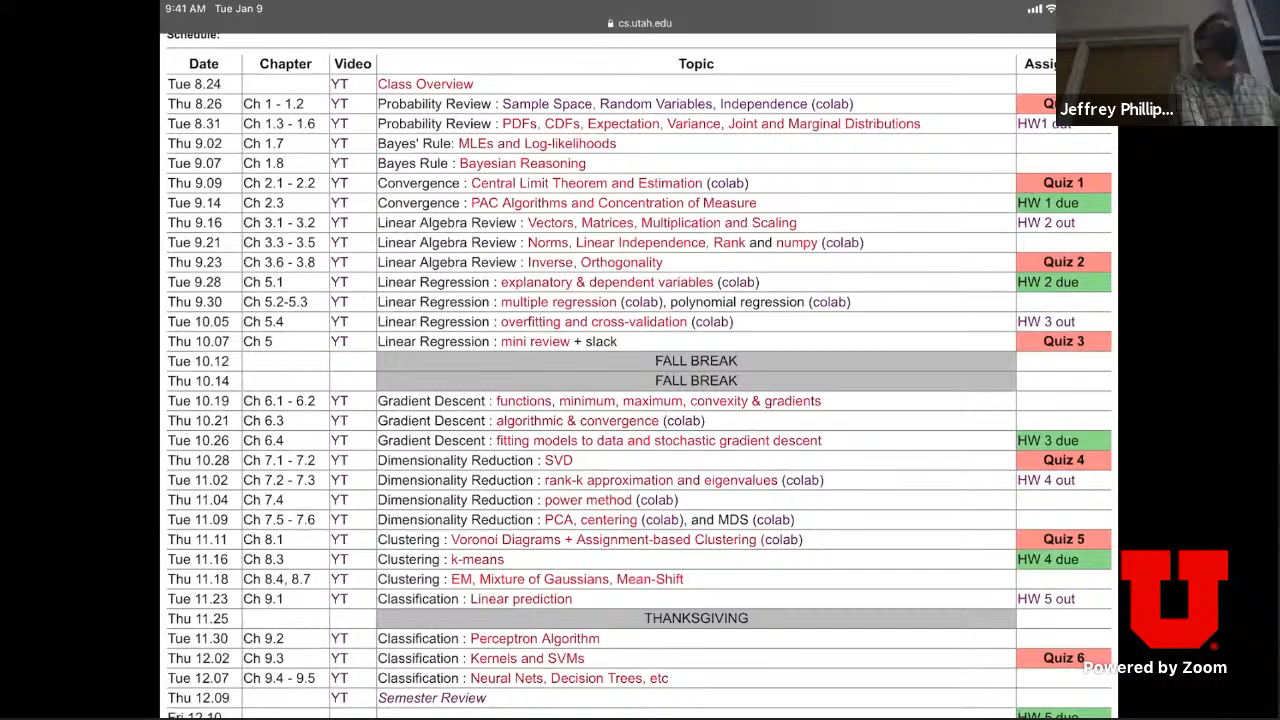 9:41 AM Tue Jan 9
cs.utah.edu
Schedule:
Date Chapter Video Topic
Tue 8.24 YT Class Overview
Thu 8.26 Ch 1 - 1.2 YT Probability Review : Sample Space, Random Variables, Independence (colab)
Tue 8.31 Ch 1.3 - 1.6 YT Probability Review : PDFs, CDFs, Expectation, Variance, Joint and Marginal Distributions HW1 out
Jeffrey Phillip...
Thu 9.02 Ch 1.7 YT Bayes' Rule: MLEs and Log-likelihoods
Tue 9.07 Ch 1.8 YT Bayes Rule : Bayesian Reasoning
Thu 9.09 Ch 2.1 - 2.2 YT Convergence : Central Limit Theorem and Estimation (colab) Quiz 1
Tue 9.14 Ch 2.3 YT Convergence : PAC Algorithms and Concentration of Measure HW 1 due
Thu 9.16 Ch 3.1 - 3.2 YT Linear Algebra Review : Vectors, Matrices, Multiplication and Scaling HW 2 out
Tue 9.21 Ch 3.3 - 3.5 YT Linear Algebra Review : Norms, Linear Independence, Rank and numpy (colab)
Thu 9.23 Ch 3.6 - 3.8 YT Linear Algebra Review : Inverse, Orthogonality Quiz 2
Tue 9.28 Ch 5.1 YT Linear Regression : explanatory & dependent variables (colab) HW 2 due
Thu 9.30 Ch 5.2-5.3 YT Linear Regression : multiple regression (colab), polynomial regression (colab)
Tue 10.05 Ch 5.4 YT Linear Regression : overfitting and cross-validation (colab) HW 3 out
Thu 10.07 Ch 5 YT Linear Regression : mini review + slack Quiz 3
Tue 10.12 FALL BREAK
Thu 10.14 FALL BREAK
Tue 10.19 Ch 6.1 - 6.2 YT Gradient Descent : functions, minimum, maximum, convexity & gradients
Thu 10.21 Ch 6.3 YT Gradient Descent : algorithmic & convergence (colab)
Tue 10.26 Ch 6.4 YT Gradient Descent : fitting models to data and stochastic gradient descent HW 3 due
Thu 10.28 Ch 7.1 - 7.2 YT Dimensionality Reduction : SVD Quiz 4
Tue 11.02 Ch 7.2 - 7.3 YT Dimensionality Reduction : rank-k approximation and eigenvalues (colab) HW 4 out
Thu 11.04 Ch 7.4 YT Dimensionality Reduction : power method (colab)
Tue 11.09 Ch 7.5 - 7.6 YT Dimensionality Reduction : PCA, centering (colab), and MDS (colab)
Thu 11.11 Ch 8.1 YT Clustering : Voronoi Diagrams + Assignment-based Clustering (colab) Quiz 5
Tue 11.16 Ch 8.3 YT Clustering : k-means HW 4 due
Thu 11.18 Ch 8.4, 8.7 YT Clustering : EM, Mixture of Gaussians, Mean-Shift
Tue 11.23 Ch 9.1 YT Classification : Linear prediction HW 5 out
Thu 11.25 THANKSGIVING
Tue 11.30 Ch 9.2 YT Classification : Perceptron Algorithm
Thu 12.02 Ch 9.3 YT Classification : Kernels and SVMs Quiz 6
Tue 12.07 Ch 9.4 - 9.5 YT Classification : Neural Nets, Decision Trees, etc
Thu 12.09 YT Semester Review
Fri 12.10 HW 5 due
U
Powered by Zoom